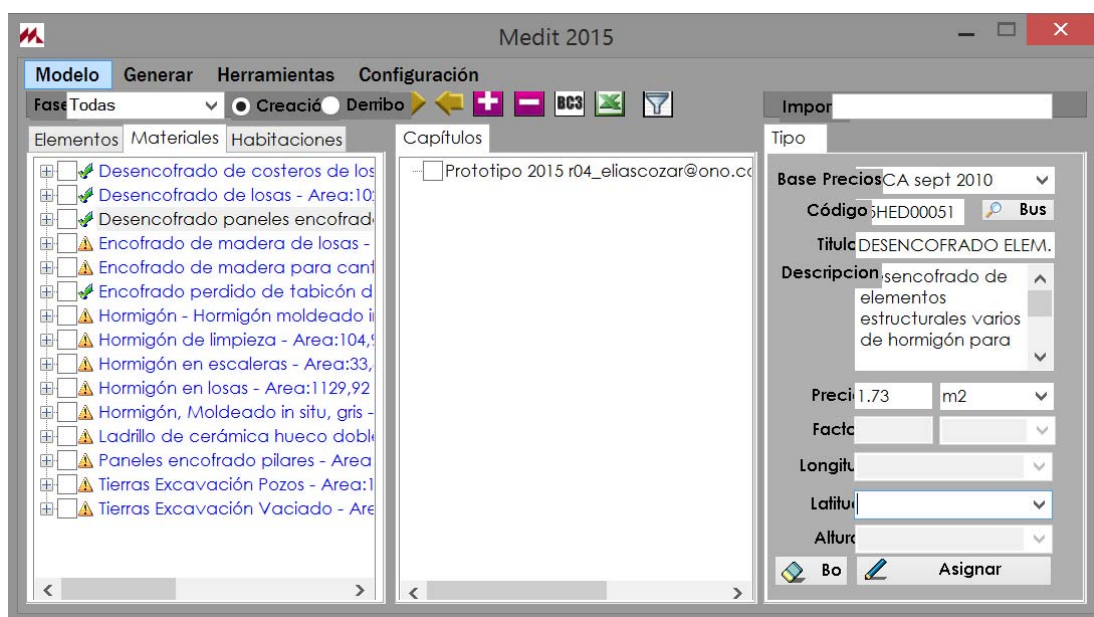 Medit 2015
Modelo Generar Herramientas Configuración
Fase Todas Creació Derribo BC3
Impor
Elementos Materiales Habitaciones
Capítulos
Tipo
Desencofrado de costeros de los
Desencofrado de losas - Area:10
Desencofrado paneles encofrad
Encofrado de madera de losas -
Encofrado de madera para cant
Encofrado perdido de tabicón d
Hormigón - Hormigón moldeado i
Hormigón de limpieza - Area:104,9
Hormigón en escaleras - Area:33,
Hormigón en losas - Area:1129,92
Hormigón, Moldeado in situ, gris -
Ladrillo de cerámica hueco doble
Paneles encofrado pilares - Area
Tierras Excavación Pozos - Area:1
Tierras Excavación Vaciado - Are
Prototipo 2015 r04_eliascozar@ono.co
Base Precios CA sept 2010
Código HED00051 Bus
Titulo DESENCOFRADO ELEM.
Descripcion sencofrado de
elementos
estructurales varios
de hormigón para
Preci 1.73 m2
Facto
Longitu
Latitu
Altura
Bo Asignar